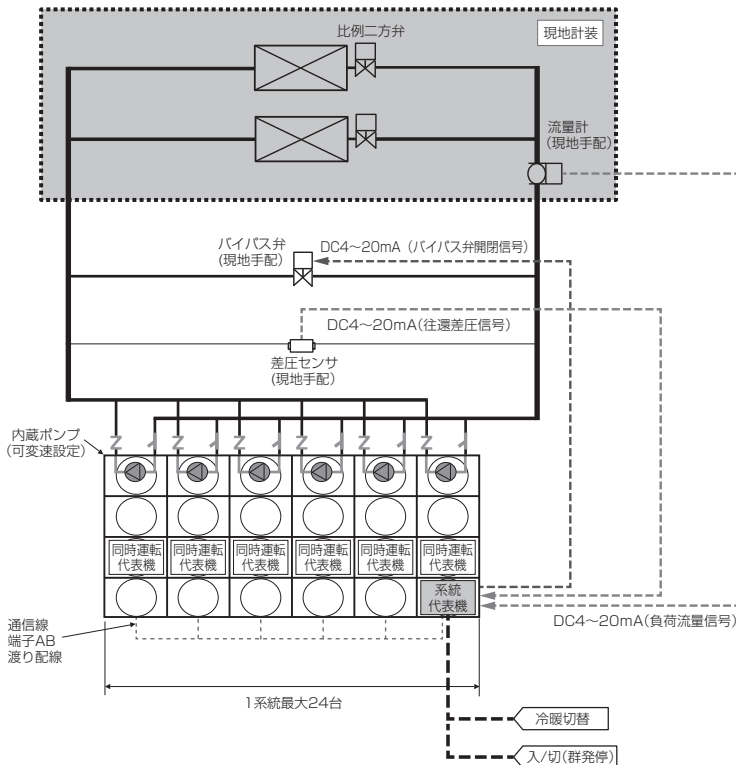 比例二方弁
現地計装
流量計
(現地手配)
バイパス弁
(現地手配)
DC4～20mA（バイパス弁開閉信号）
DC4～20mA(往還差圧信号)
差圧センサ
(現地手配)
内蔵ポンプ
(可変速設定)
同時運転
代表機
同時運転
代表機
同時運転
代表機
同時運転
代表機
同時運転
代表機
同時運転
代表機
系統
代表機
DC4～20mA(負荷流量信号)
通信線
端子AB
渡り配線
1系統最大24台
冷暖切替
入/切(群発停)